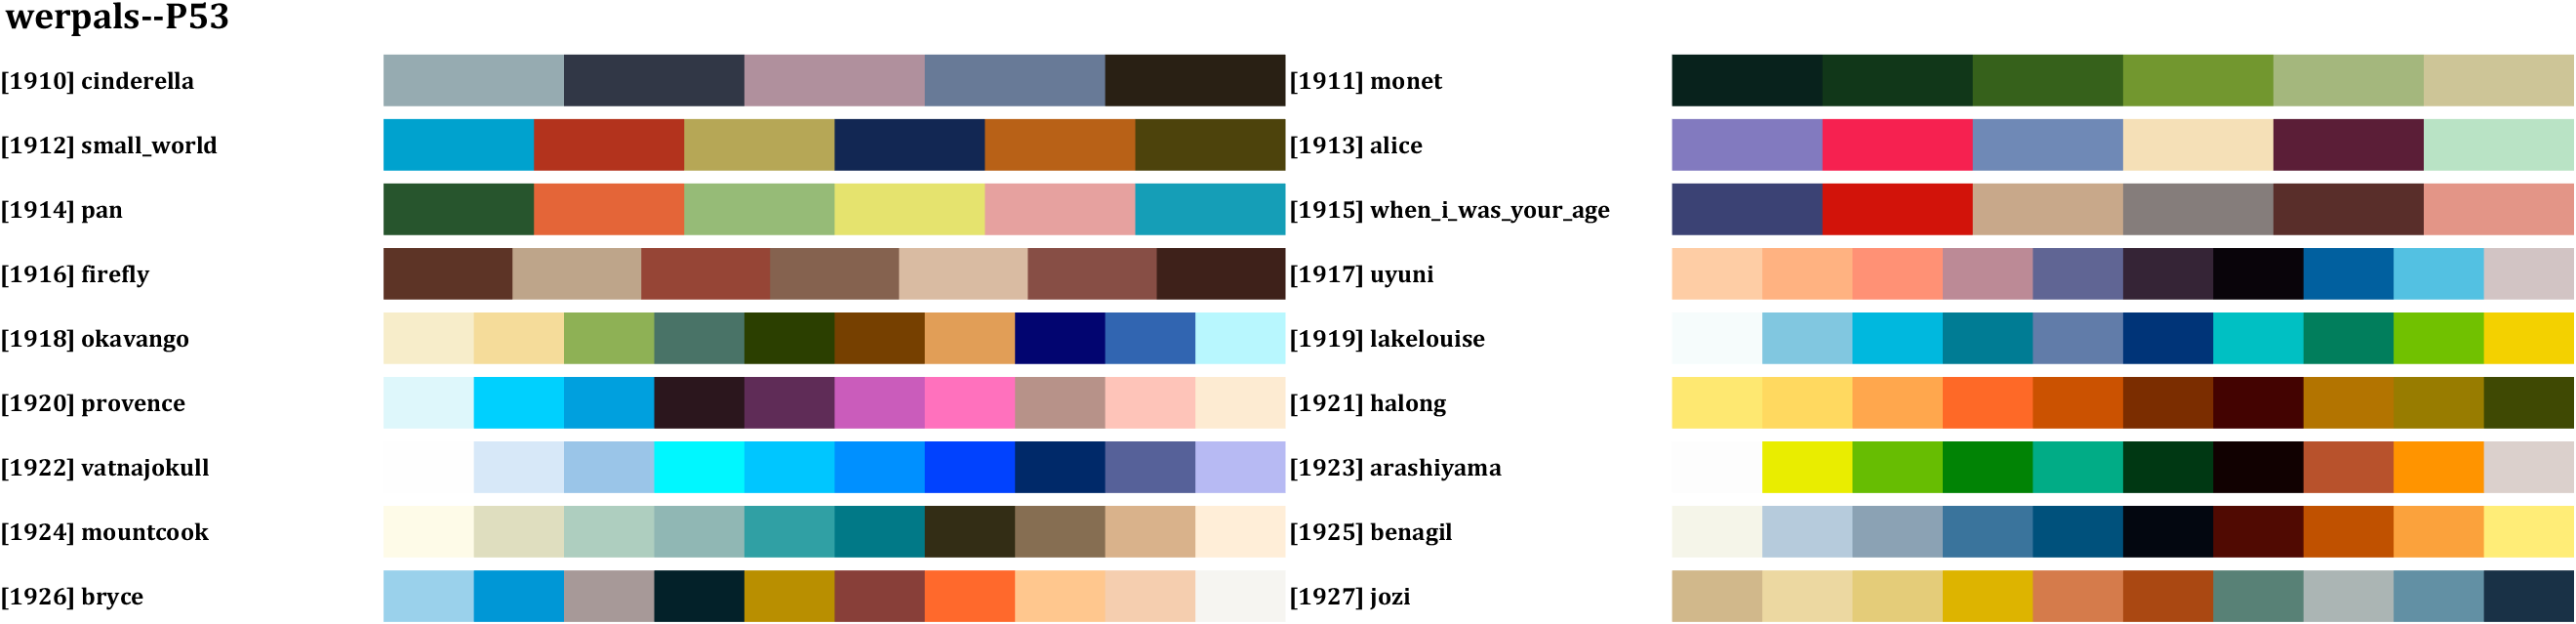 werpals--P53
[1910] cinderella
[1911] monet
[1912] small_world
[1913] alice
[1914] pan
[1915] when_i_was_your_age
[1916] firefly
[1917] uyuni
[1918] okavango
[1919] lakelouise
[1920] provence
[1921] halong
[1922] vatnajokull
[1923] arashiyama
[1924] mountcook
[1925] benagil
[1926] bryce
[1927] jozi